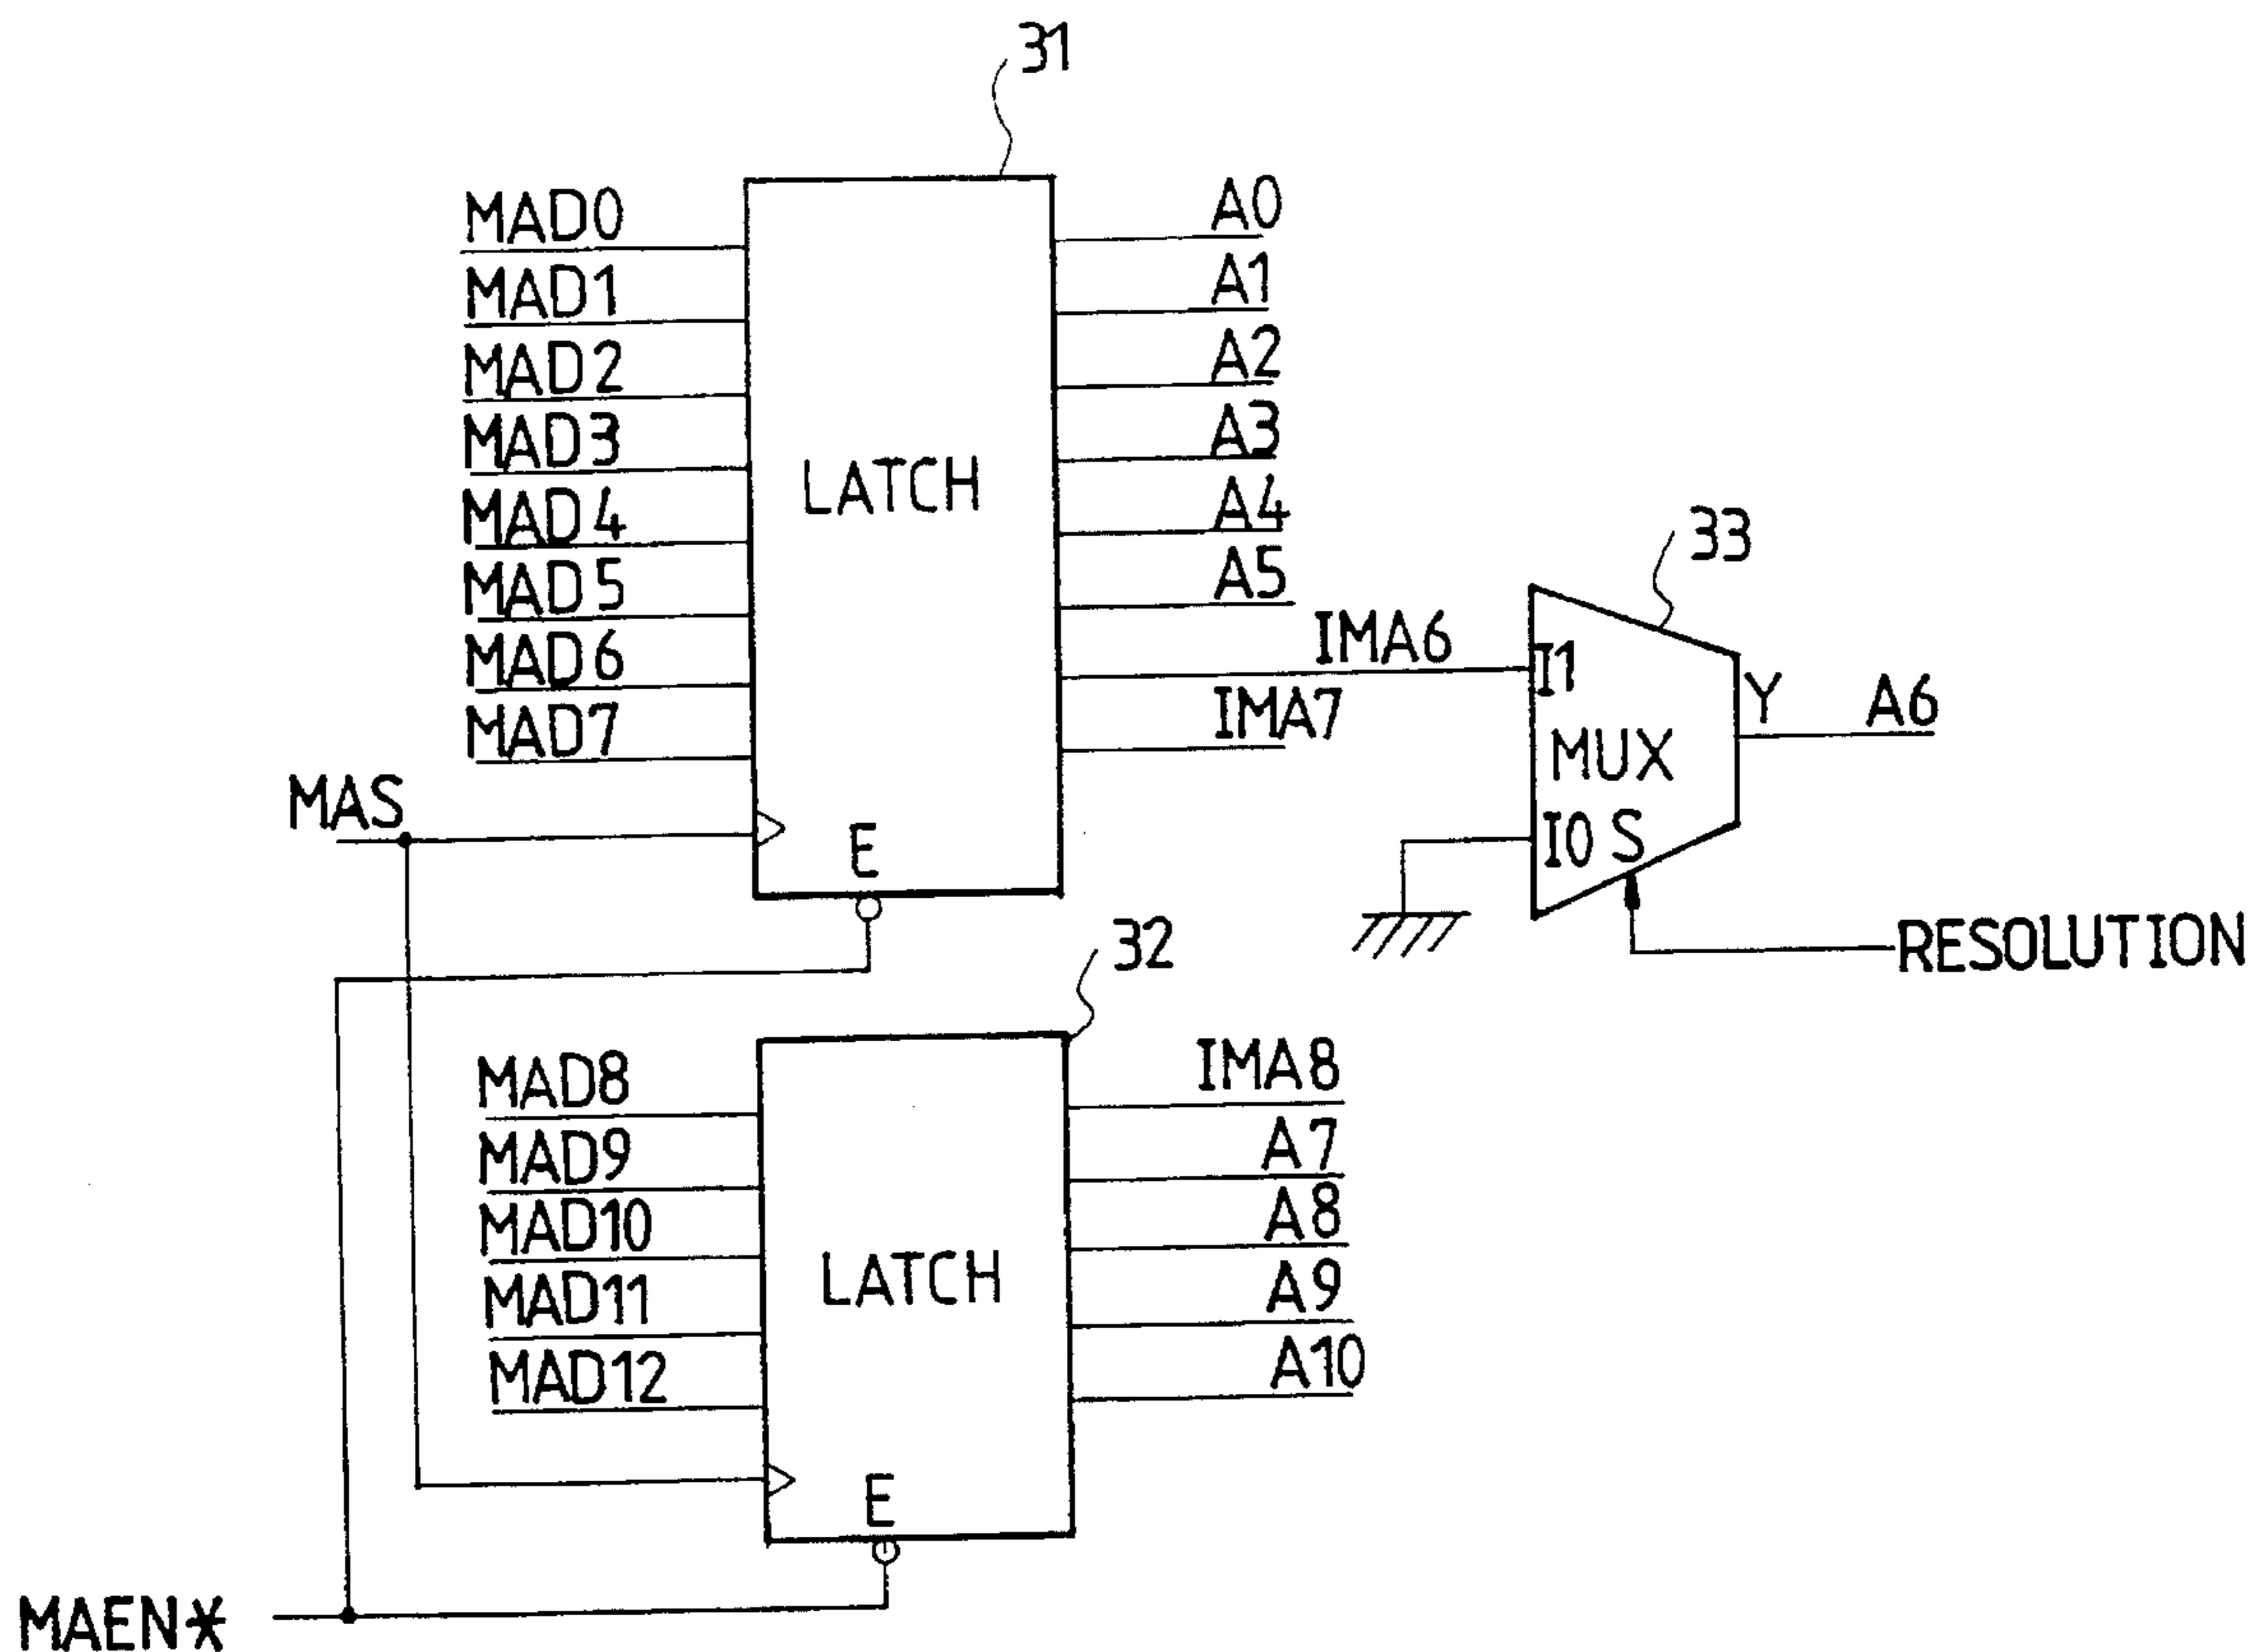 31
MAD0
MAD1
MAD2
MAD3
MAD4
MAD5
MAD6
MAD7
MAS
LATCH
E
A0
A1
A2
A3
A4
A5
IMA6
IMA7
33
I1
MUX
I0 S
Y
A6
RESOLUTION
32
MAD8
MAD9
MAD10
MAD11
MAD12
LATCH
E
IMA8
A7
A8
A9
A10
MAEN*